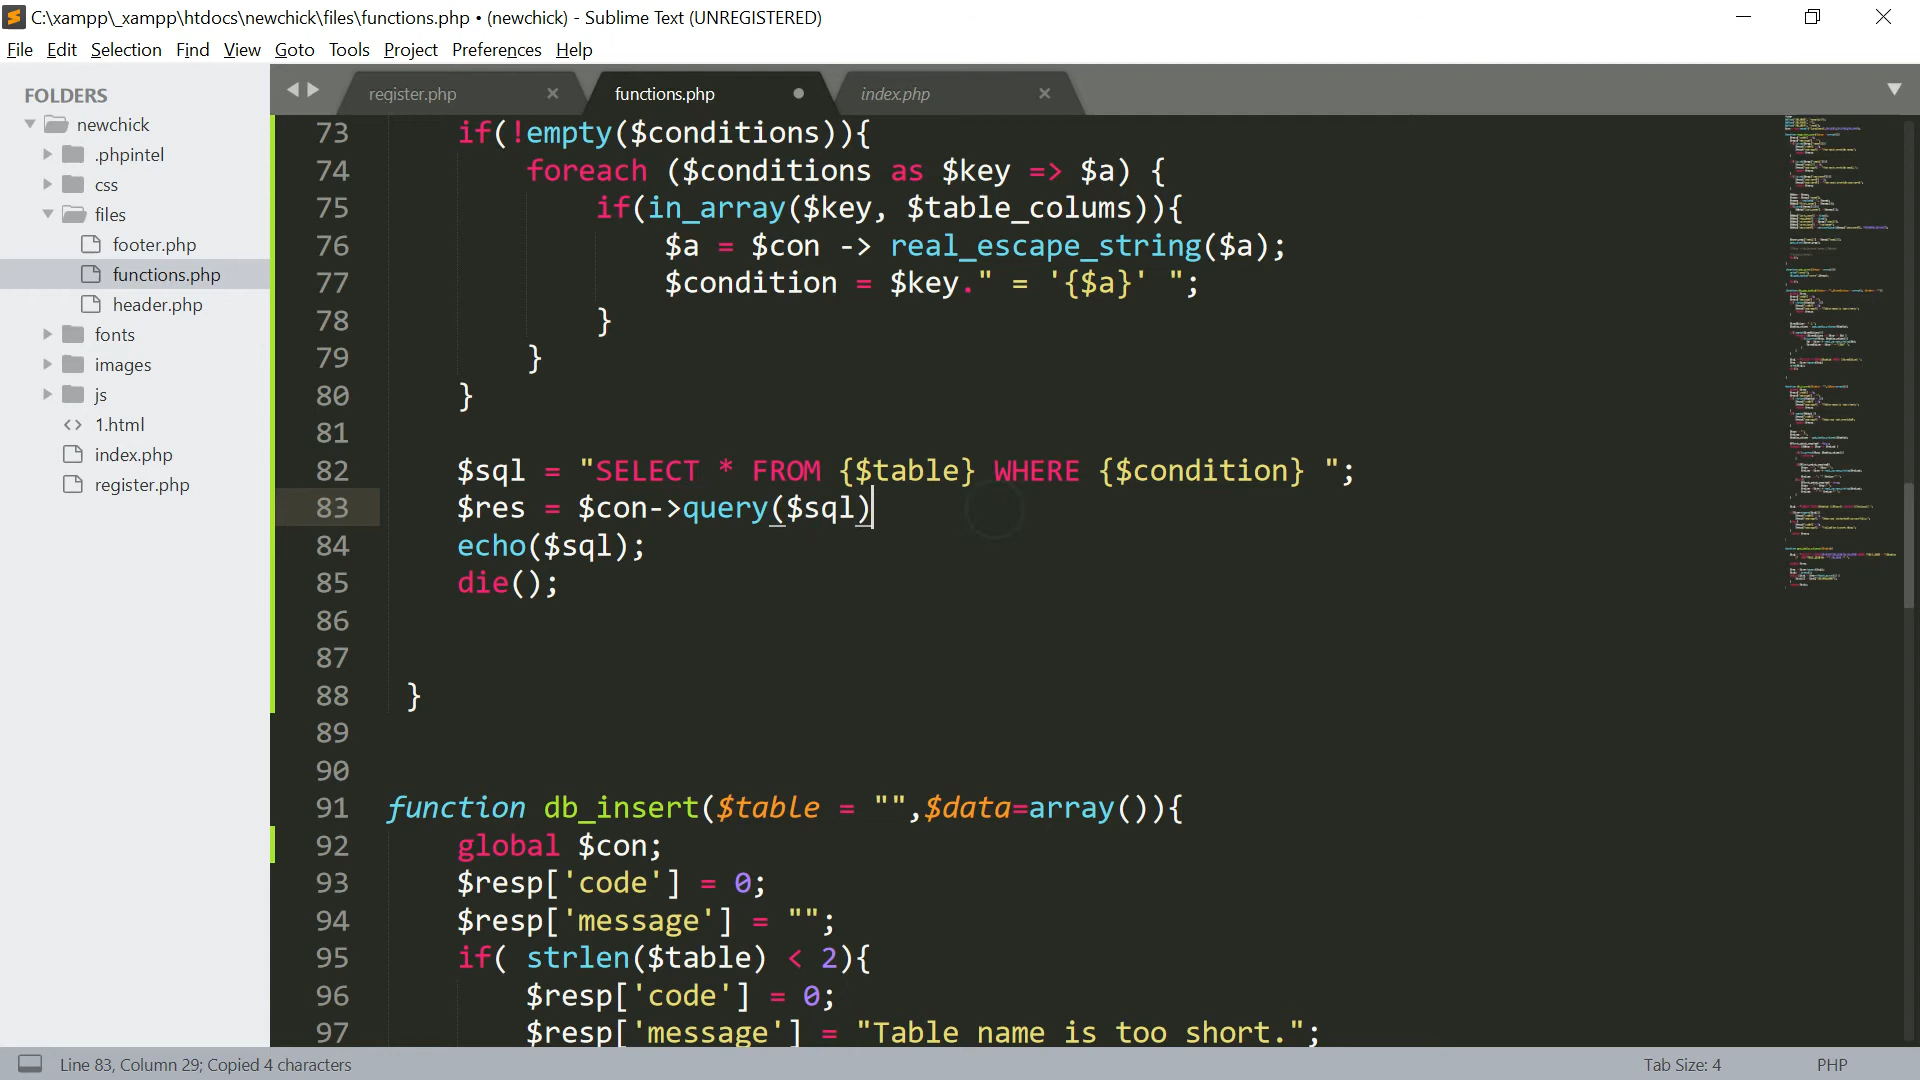 C:\xampp\_xampp\htdocs\newchick\files\functions.php • (newchick) - Sublime Text (UNREGISTERED)
File Edit Selection Find View Goto Tools Project Preferences Help
FOLDERS
newchick
.phpintel
css
files
footer.php
functions.php
header.php
fonts
images
js
1.html
index.php
register.php
register.php functions.php index.php
73 if(!empty($conditions)){
74 foreach ($conditions as $key => $a) {
75 if(in_array($key, $table_colums)){
76 $a = $con -> real_escape_string($a);
77 $condition = $key." = '{$a}' ";
78 }
79 }
80 }
81
82 $sql = "SELECT * FROM {$table} WHERE {$condition} ";
83 $res = $con->query($sql)
84 echo($sql);
85 die();
86
87
88 }
89
90
91 function db_insert($table = "",$data=array()){
92 global $con;
93 $resp['code'] = 0;
94 $resp['message'] = "";
95 if( strlen($table) < 2){
96 $resp['code'] = 0;
97 $resp['message'] = "Table name is too short.";
Line 83, Column 29; Copied 4 characters Tab Size: 4 PHP